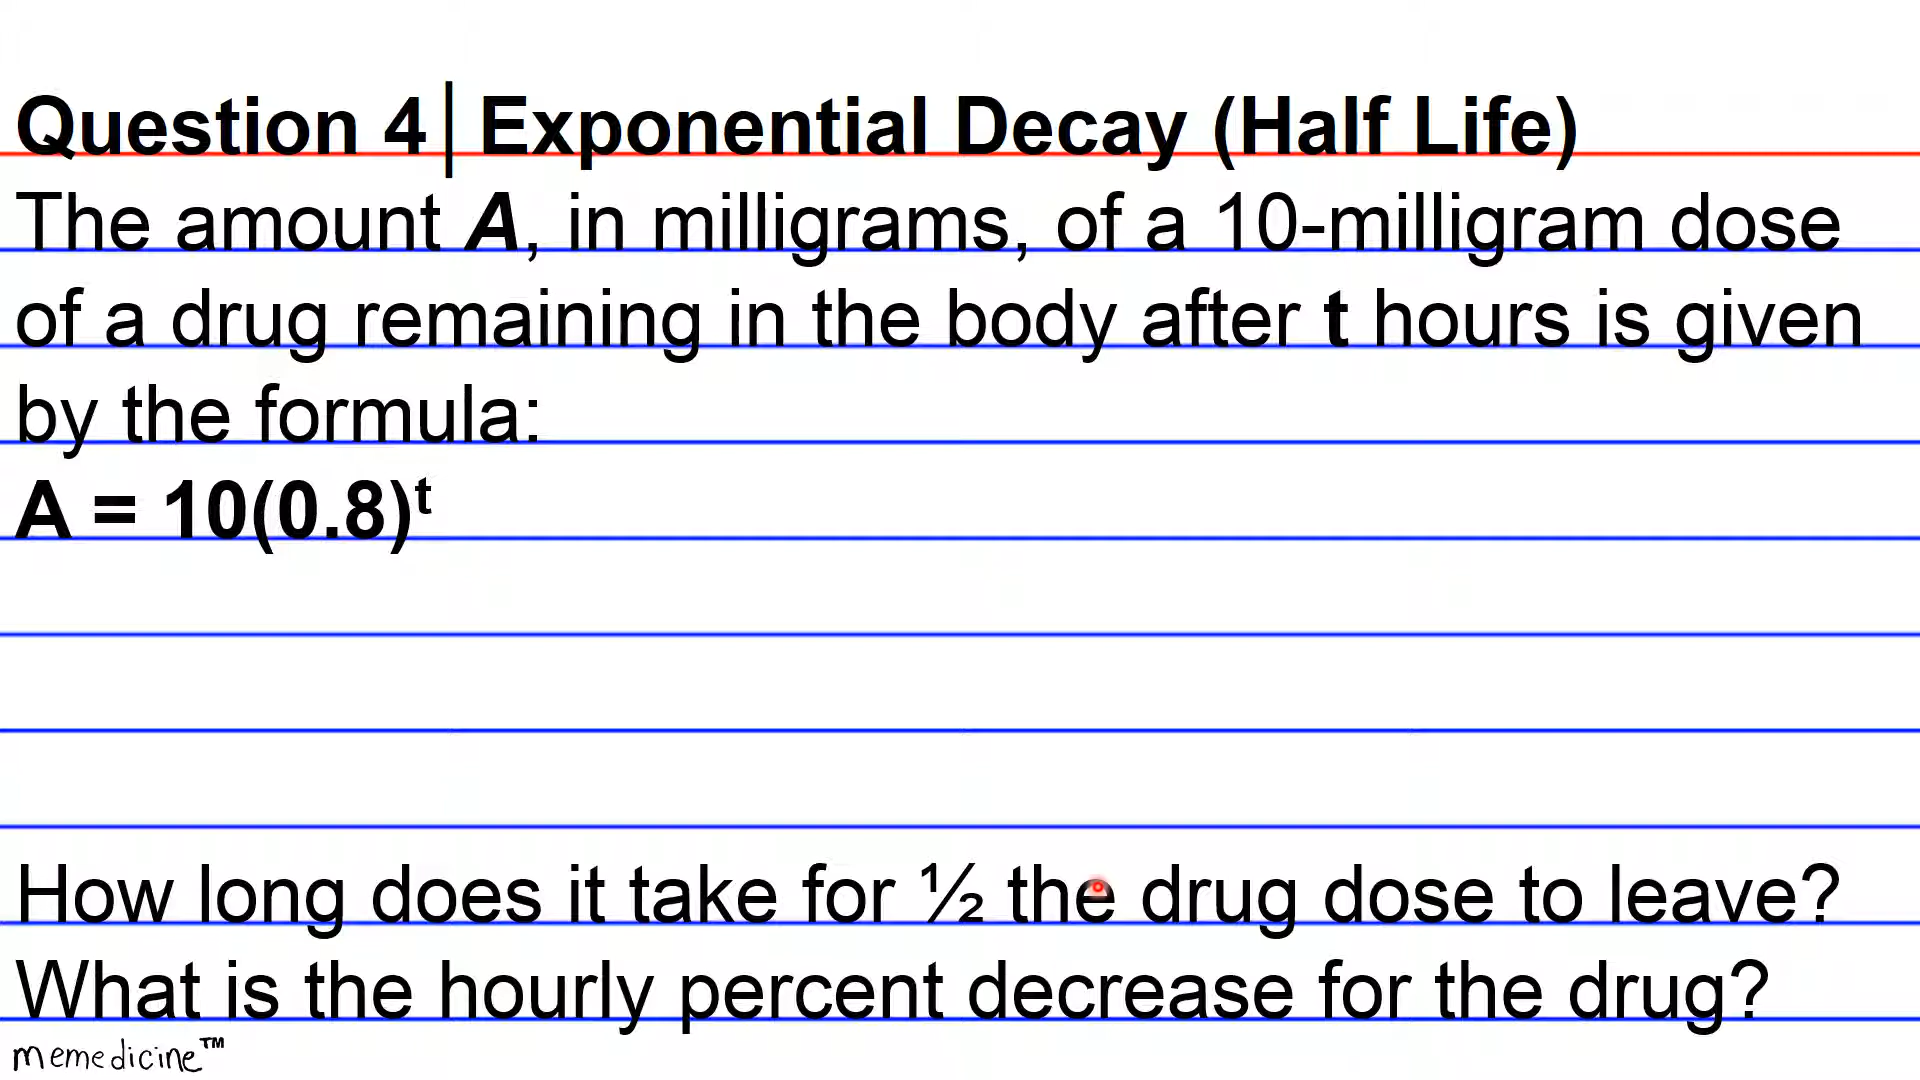 Question 4| Exponential Decay (Half Life)
The amount A, in milligrams, of a 10-milligram dose
of a drug remaining in the body after t hours is given
by the formula:
A = 10(0.8)ᵗ
How long does it take for ½ the drug dose to leave?
What is the hourly percent decrease for the drug?
memedicine™